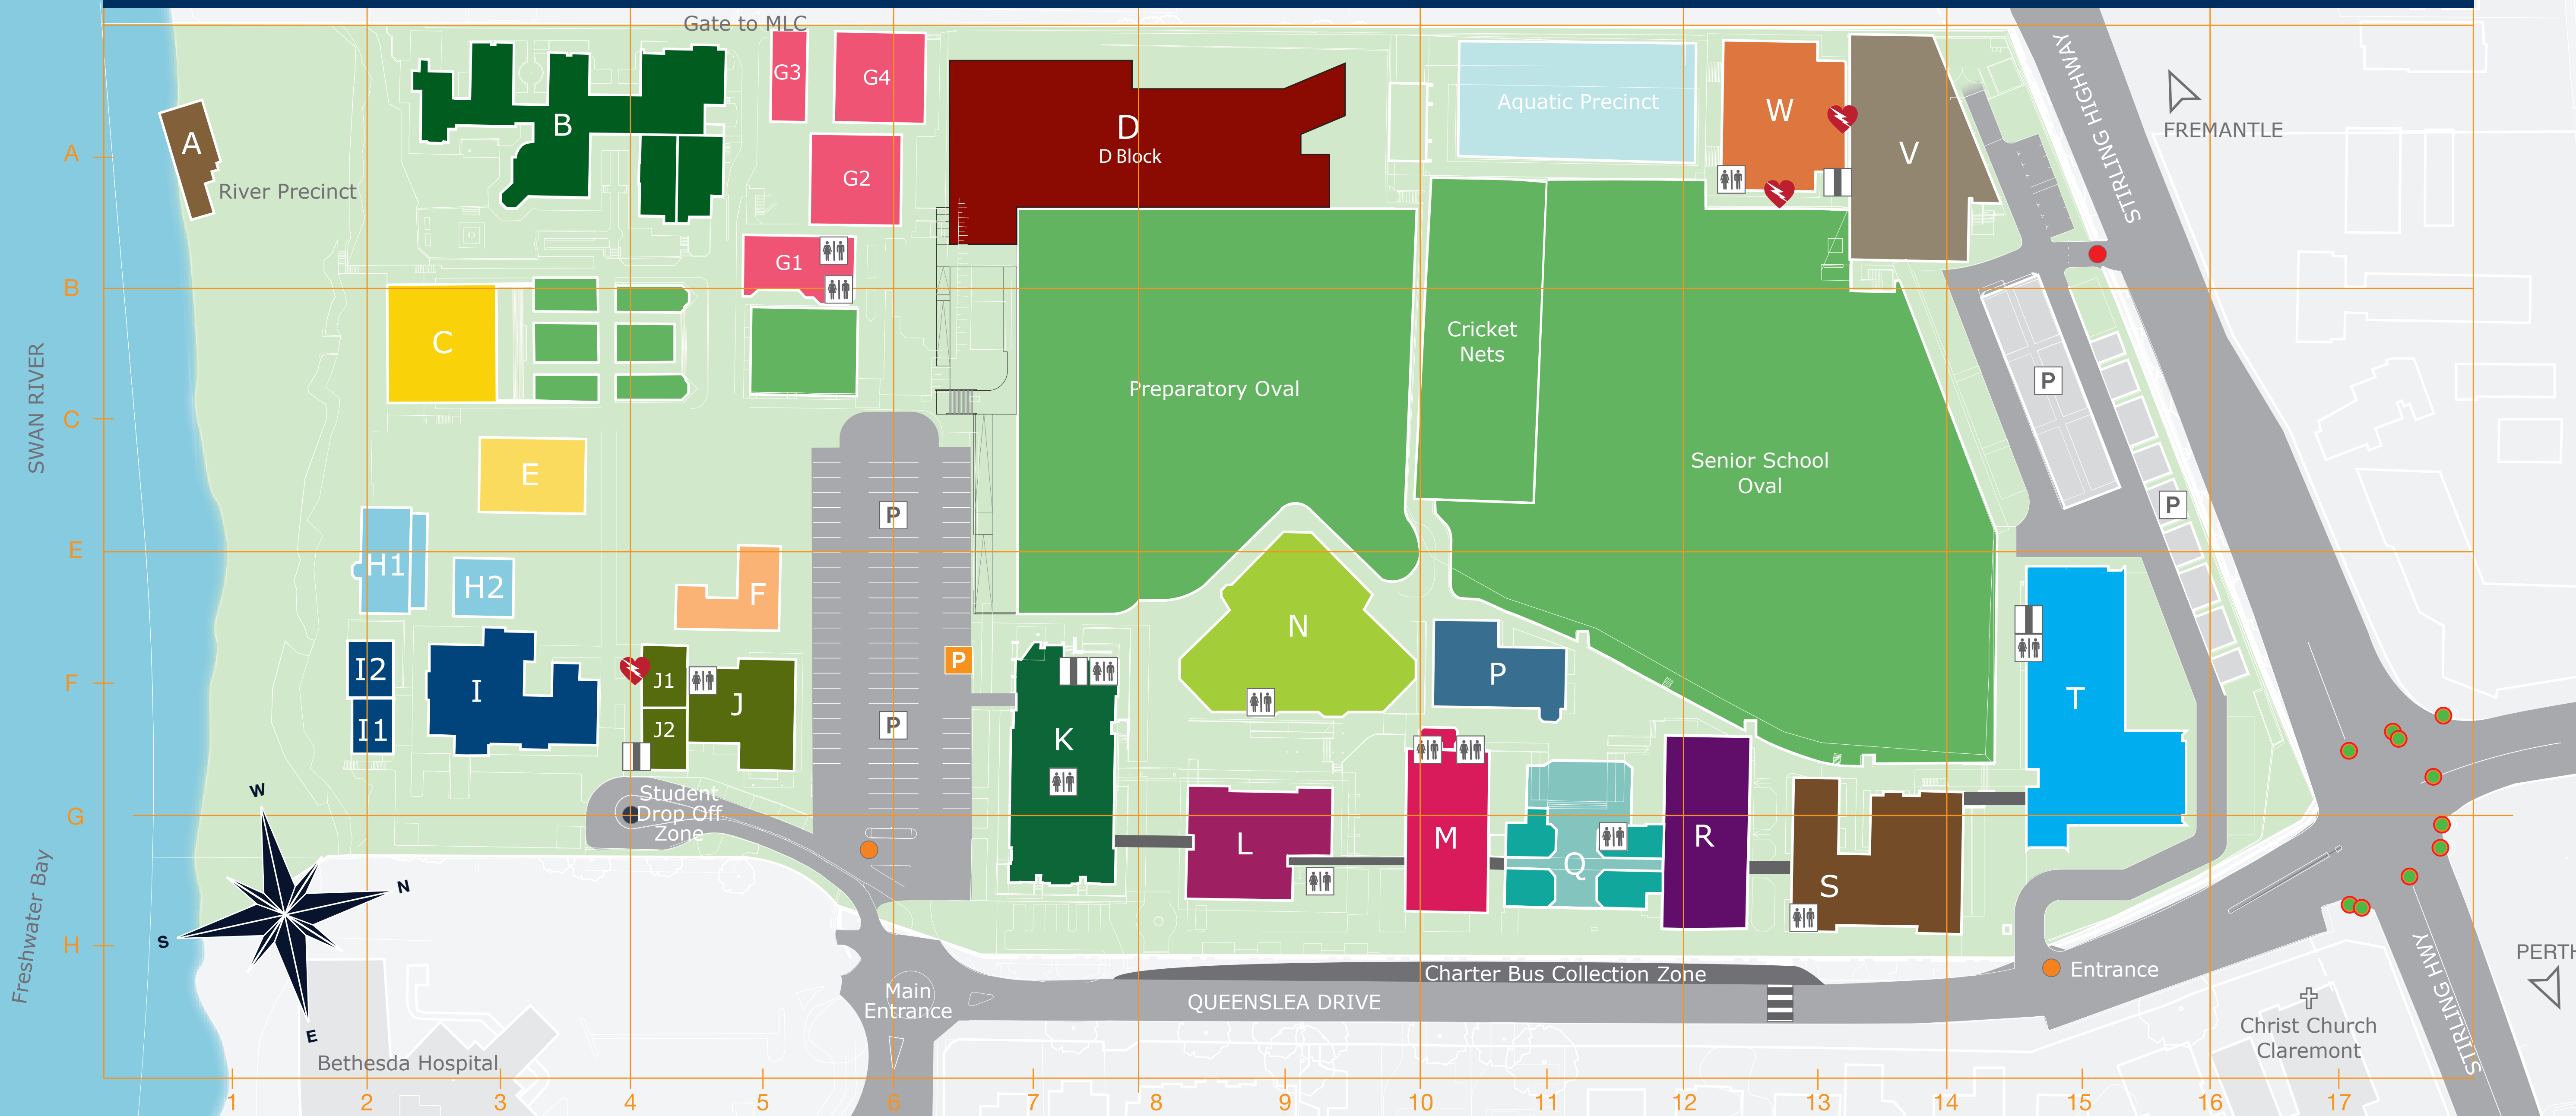 Gate to MLC
STIRLING HIGHWAY
FREMANTLE
G3
G4
Aquatic Precinct
W
A
B
D
D Block
V
A
River Precinct
G2
G1
B
C
Cricket
Nets
SWAN RIVER
P
Preparatory Oval
C
E
Senior School
Oval
P
P
E
H1
H2
F
N
I2
I
J1
P
P
T
F
I1
J2
J
P
K
W
Student
Drop Off
Zone
G
L
M
Q
R
S
N
S
E
Freshwater Bay
H
Charter Bus Collection Zone
Entrance
Main
Entrance
QUEENSLEA DRIVE
STIRLING HWY
PERTH
Christ Church
Claremont
Bethesda Hospital
1 2 3 4 5 6 7 8 9 10 11 12 13 14 15 16 17